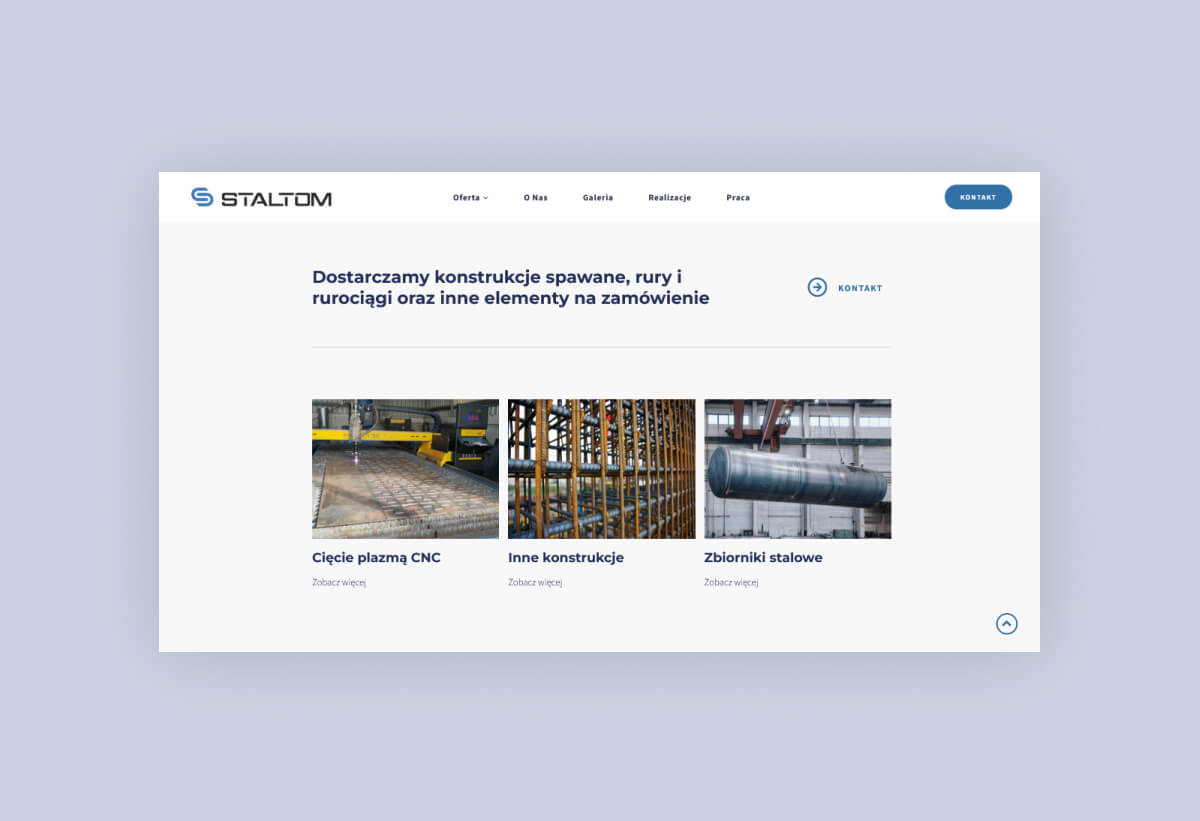 STALTOM
Oferta
O Nas
Galeria
Realizacje
Praca
KONTAKT
Dostarczamy konstrukcje spawane, rury i
rurociągi oraz inne elementy na zamówienie
KONTAKT
Cięcie plazmą CNC
Inne konstrukcje
Zbiorniki stalowe
Zobacz więcej
Zobacz więcej
Zobacz więcej